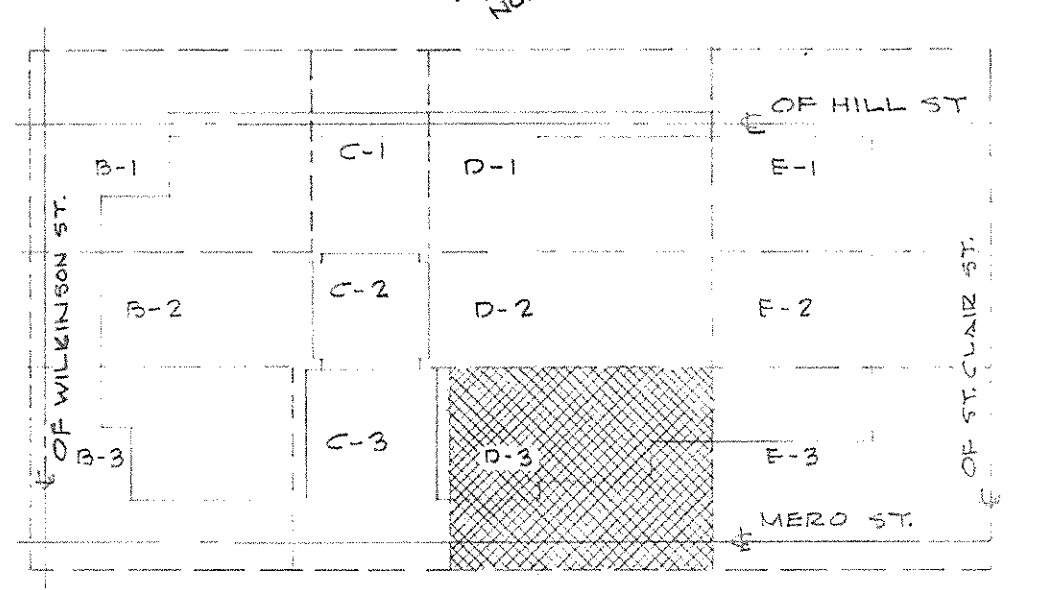 NO
℄ OF HILL ST
B-1
C-1
D-1
E-1
℄ OF WILKINSON ST.
B-2
C-2
D-2
E-2
℄ OF ST. CLAIR ST.
B-3
C-3
D-3
E-3
℄ MERO ST.